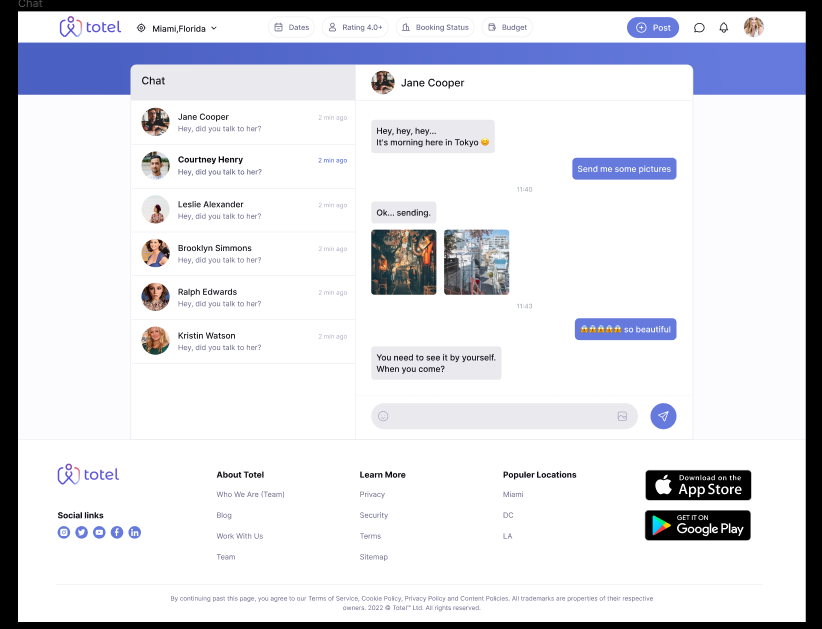 Chat
totel
Miami,Florida
Dates
Rating 4.0+
Booking Status
Budget
Post
Chat
Jane Cooper
2 min ago
Hey, did you talk to her?
Courtney Henry
2 min ago
Hey, did you talk to her?
Leslie Alexander
2 min ago
Hey, did you talk to her?
Brooklyn Simmons
2 min ago
Hey, did you talk to her?
Ralph Edwards
2 min ago
Hey, did you talk to her?
Kristin Watson
2 min ago
Hey, did you talk to her?
Jane Cooper
Hey, hey, hey...
It's morning here in Tokyo 😊
Send me some pictures
11:40
Ok... sending.
11:43
😱😱😱😱😱 so beautiful
You need to see it by yourself.
When you come?
totel
Social links
About Totel
Who We Are (Team)
Blog
Work With Us
Team
Learn More
Privacy
Security
Terms
Sitemap
Populer Locations
Miami
DC
LA
Download on the
App Store
GET IT ON
Google Play
By continuing past this page, you agree to our Terms of Service, Cookie Policy, Privacy Policy and Content Policies. All trademarks are properties of their respective
owners. 2022 © Totel™ Ltd. All rights reserved.